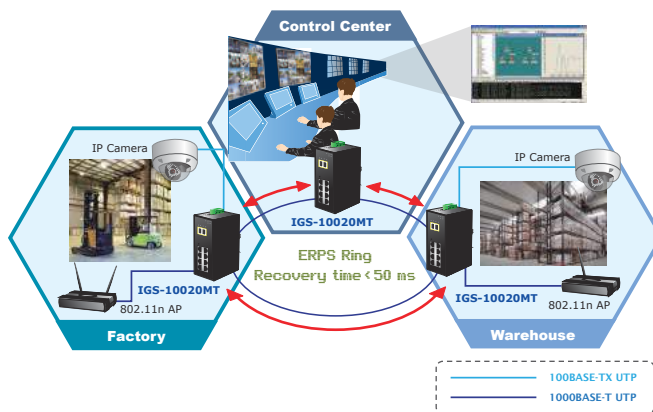 Control Center
IP Camera
IP Camera
IGS-10020MT
ERPS Ring
Recovery time < 50 ms
IGS-10020MT
802.11n AP
IGS-10020MT
802.11n AP
Factory
Warehouse
100BASE-TX UTP
1000BASE-T UTP